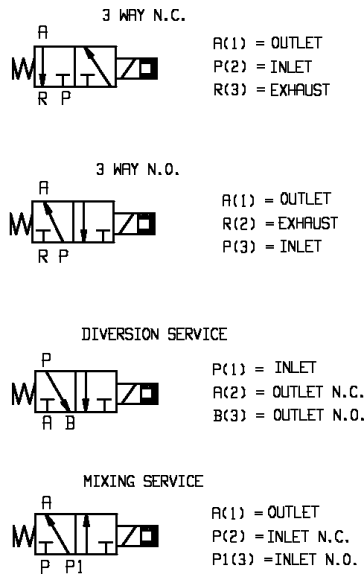 3 WAY N.C.
A
R P
A(1) = OUTLET
P(2) = INLET
R(3) = EXHAUST
3 WAY N.O.
A
R P
A(1) = OUTLET
R(2) = EXHAUST
P(3) = INLET
DIVERSION SERVICE
P
A B
P(1) = INLET
A(2) = OUTLET N.C.
B(3) = OUTLET N.O.
MIXING SERVICE
A
P P1
A(1) = OUTLET
P(2) = INLET N.C.
P1(3) = INLET N.O.